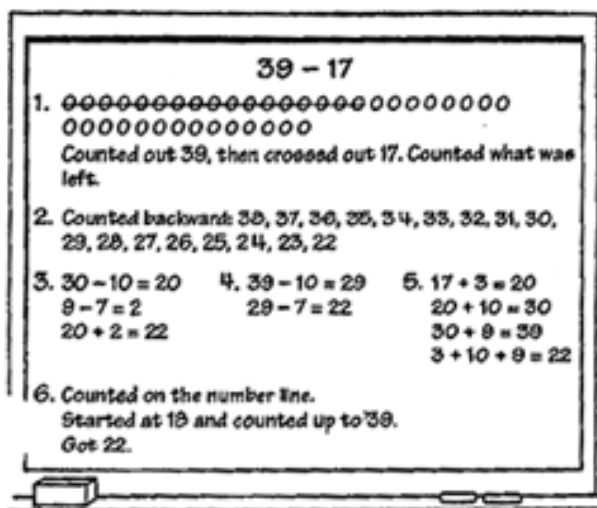 39 – 17
1.
Counted out 39, then crossed out 17. Counted what was
left.
2. Counted backward: 38, 37, 36, 35, 34, 33, 32, 31, 30,
29, 28, 27, 26, 25, 24, 23, 22
3. 30 – 10 = 20
9 – 7 = 2
20 + 2 = 22
4. 39 – 10 = 29
29 – 7 = 22
5. 17 + 3 = 20
20 + 10 = 30
30 + 9 = 39
3 + 10 + 9 = 22
6. Counted on the number line.
Started at 18 and counted up to 39.
Got 22.